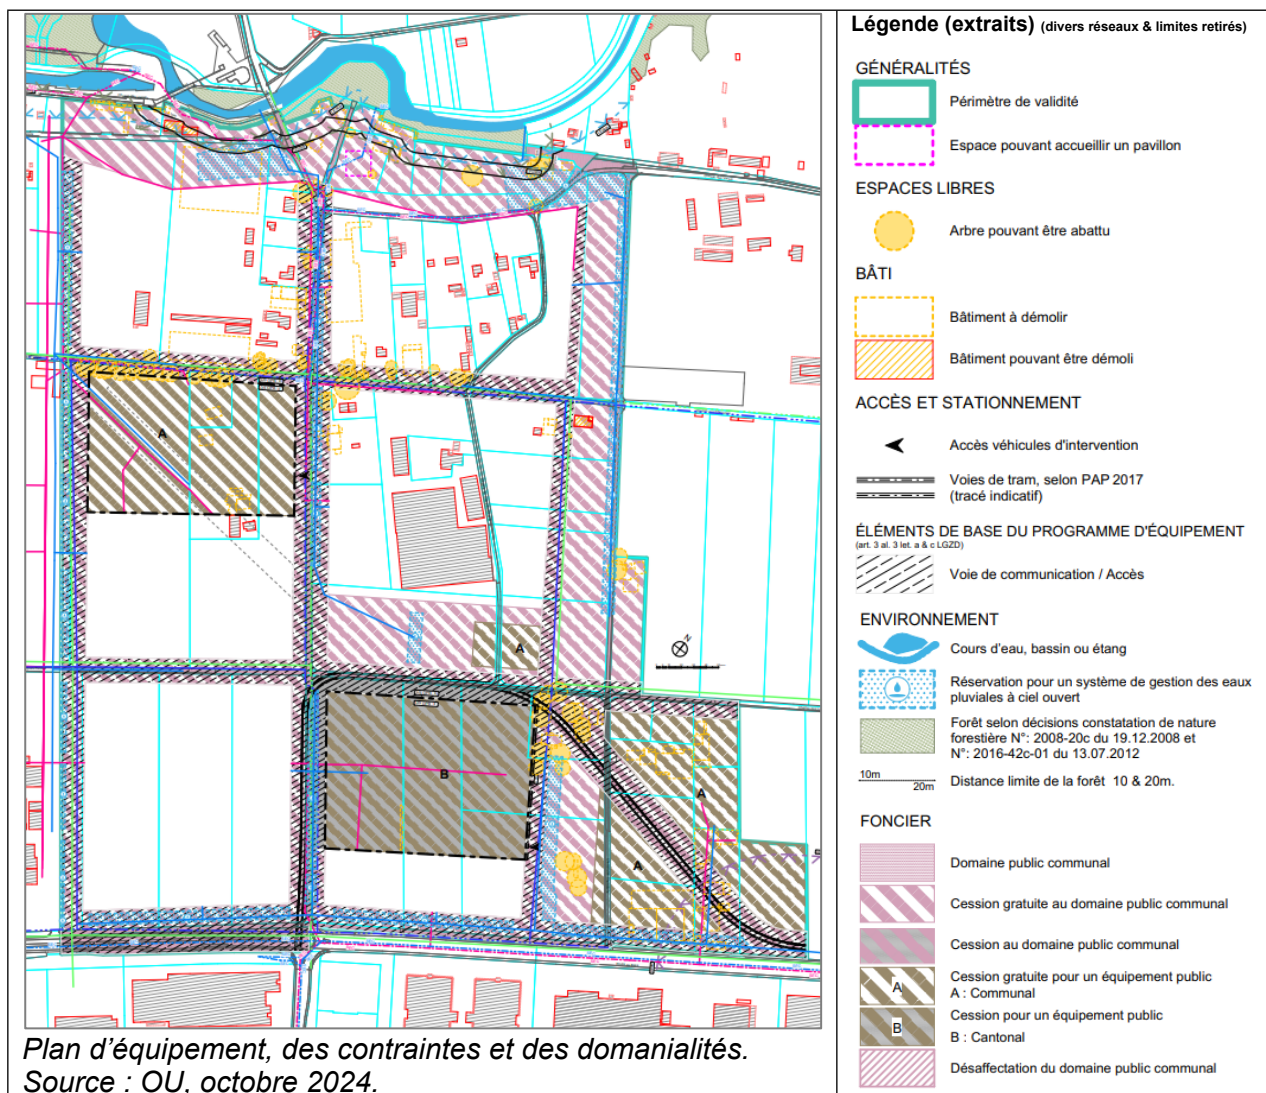 Légende (extraits) (divers réseaux & limites retirés)
GÉNÉRALITÉS
Périmètre de validité
Espace pouvant accueillir un pavillon
ESPACES LIBRES
Arbre pouvant être abattu
BÂTI
Bâtiment à démolir
Bâtiment pouvant être démoli
ACCÈS ET STATIONNEMENT
Accès véhicules d'intervention
Voies de tram, selon PAP 2017
(tracé indicatif)
ÉLÉMENTS DE BASE DU PROGRAMME D'ÉQUIPEMENT
(art. 3 al. 3 let. a & c LGZD)
Voie de communication / Accès
ENVIRONNEMENT
Cours d'eau, bassin ou étang
Réservation pour un système de gestion des eaux
pluviales à ciel ouvert
Forêt selon décisions constatation de nature
forestière N°: 2008-20c du 19.12.2008 et
N°: 2016-42c-01 du 13.07.2012
10m
20m
Distance limite de la forêt 10 & 20m.
FONCIER
Domaine public communal
Cession gratuite au domaine public communal
Cession au domaine public communal
A
Cession gratuite pour un équipement public
A : Communal
B
Cession pour un équipement public
B : Cantonal
Désaffectation du domaine public communal
A
A
N
B
A
A
Plan d'équipement, des contraintes et des domanialités.
Source : OU, octobre 2024.